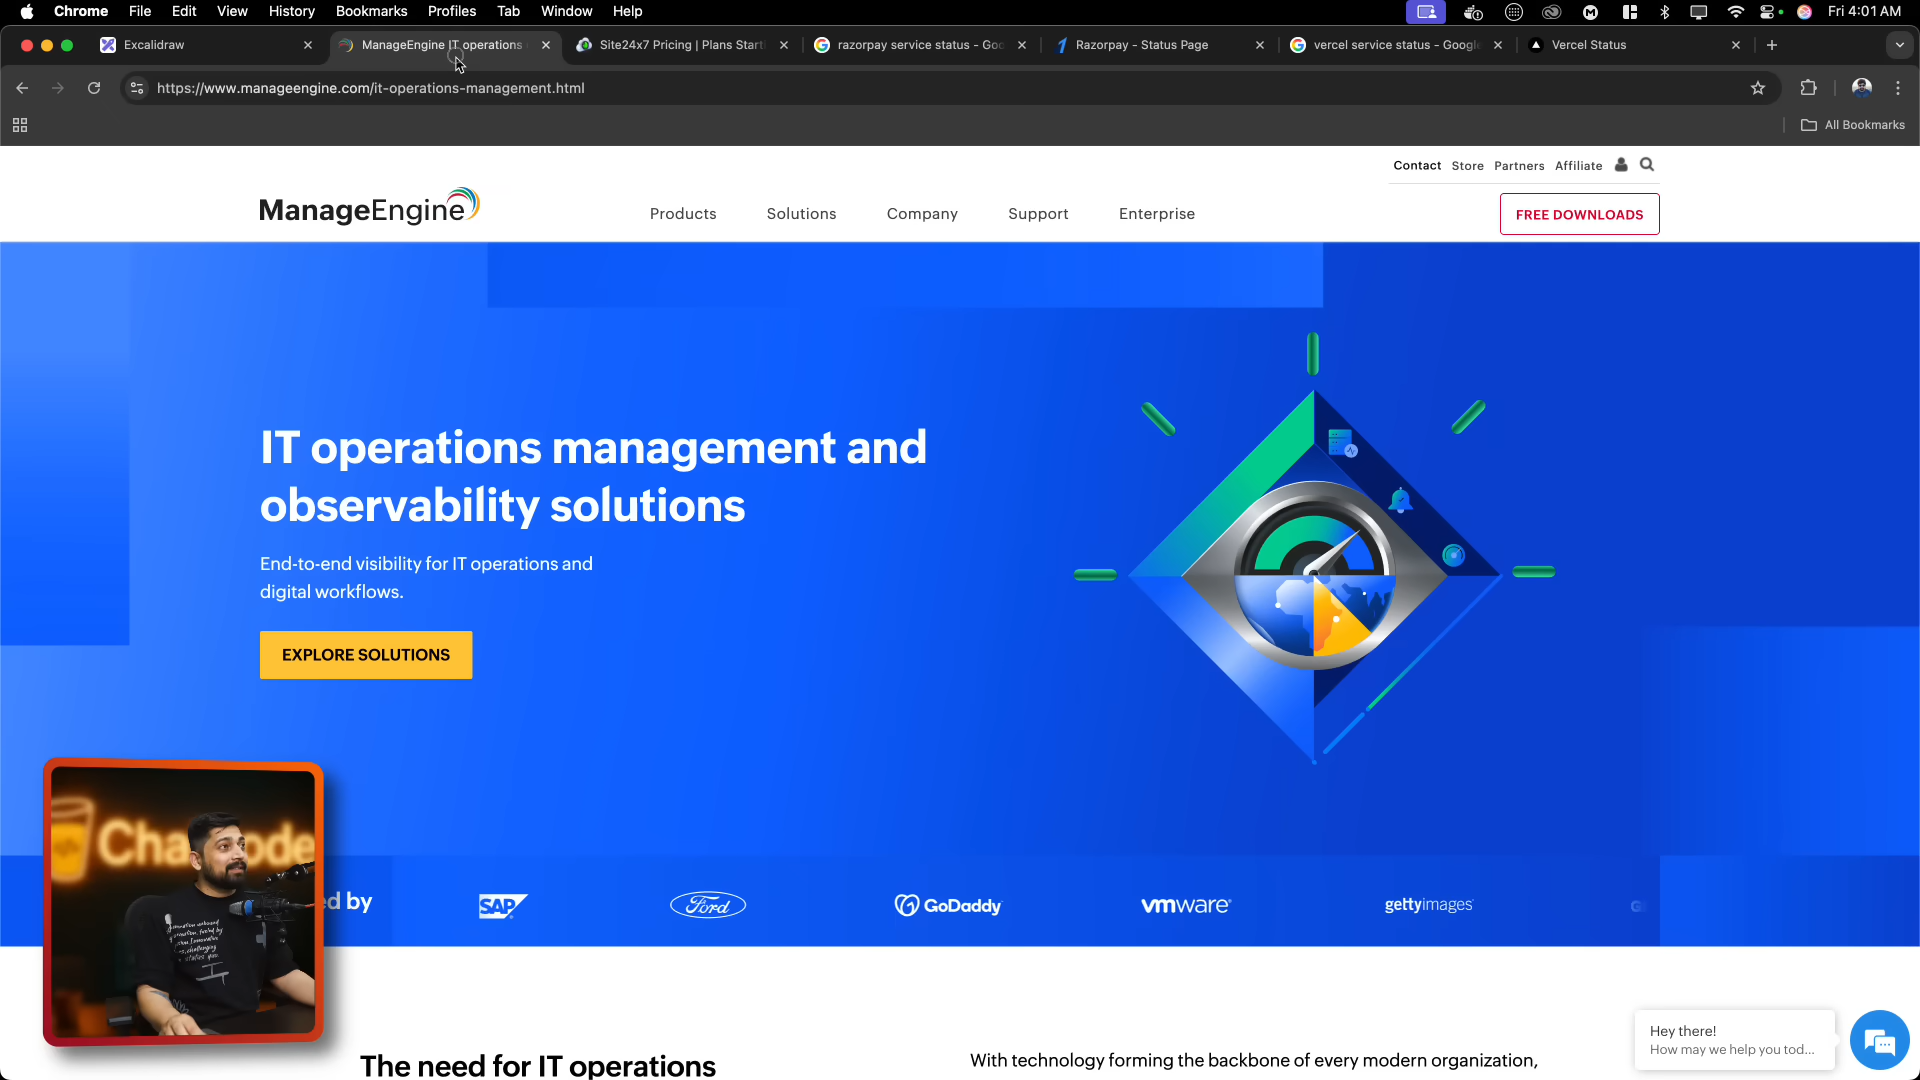 Chrome File Edit View History Bookmarks Profiles Tab Window Help
Fri 4:01 AM
Excalidraw
ManageEngine IT operations
Site24x7 Pricing | Plans Start
razorpay service status - Goo
Razorpay - Status Page
vercel service status - Google
Vercel Status
https://www.manageengine.com/it-operations-management.html
All Bookmarks
Contact Store Partners Affiliate
ManageEngine
Products Solutions Company Support Enterprise
FREE DOWNLOADS
IT operations management and
observability solutions
End-to-end visibility for IT operations and
digital workflows.
EXPLORE SOLUTIONS
ed by
SAP
Ford
GoDaddy
vmware
gettyimages
The need for IT operations
With technology forming the backbone of every modern organization,
Hey there!
How may we help you tod...